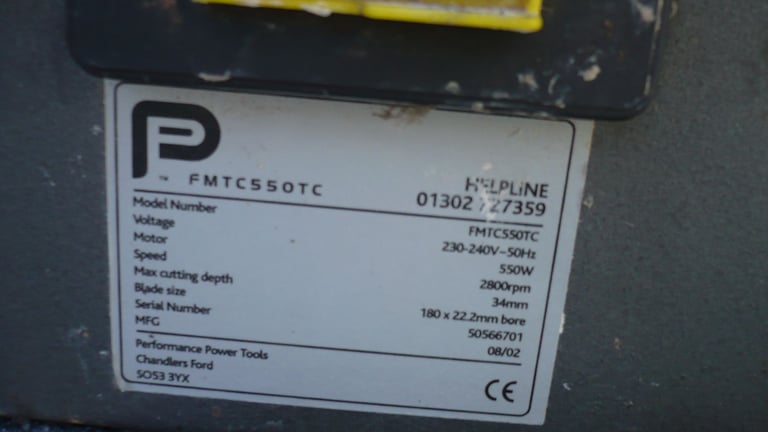 P
™ FMTC550TC
HELPLINE
01302 727359
Model Number FMTC550TC
Voltage 230-240V~50Hz
Motor 550W
Speed 2800rpm
Max cutting depth 34mm
Blade size 180 x 22.2mm bore
Serial Number 50566701
MFG 08/02
Performance Power Tools
Chandlers Ford
SO53 3YX
CE